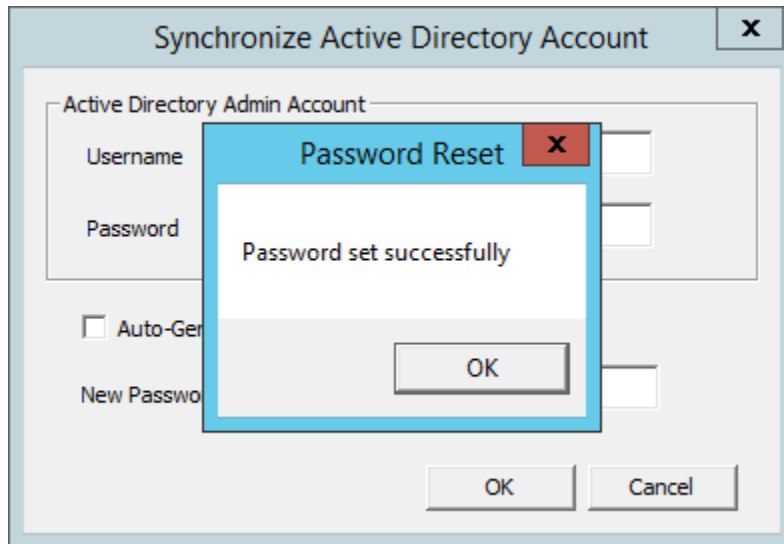 Synchronize Active Directory Account
X
Active Directory Admin Account
Username
Password Reset
X
Password
Password set successfully
Auto-Gen
OK
New Passwo
OK
Cancel